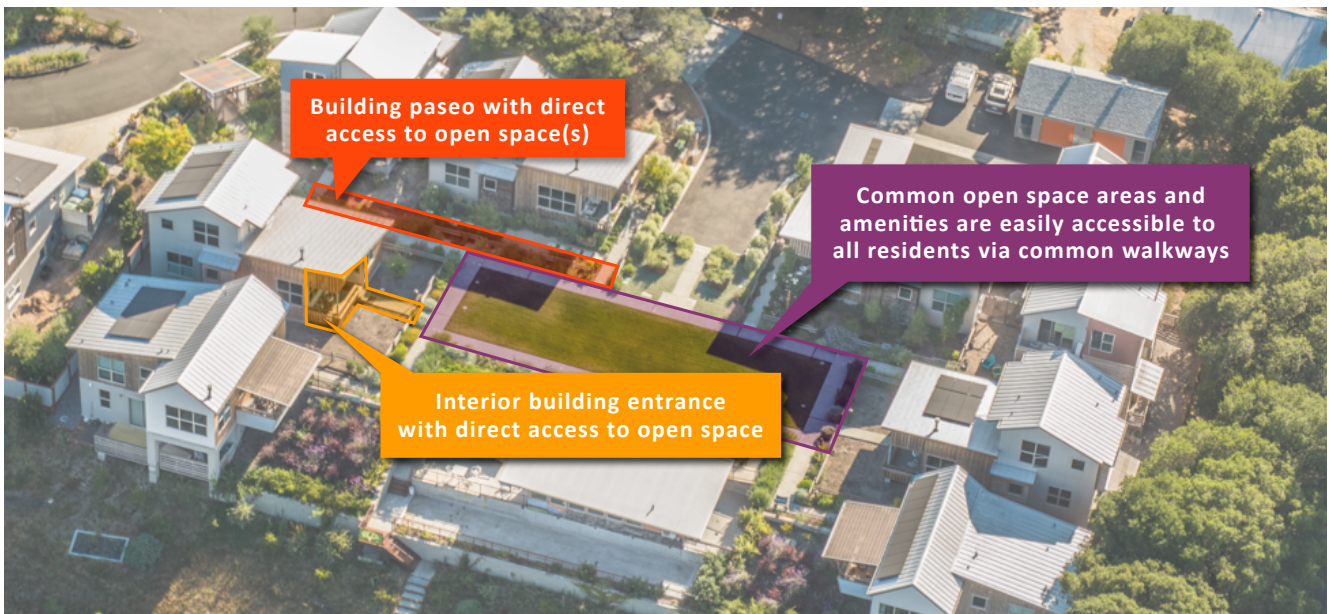 Building paseo with direct
access to open space(s)
Common open space areas and
amenities are easily accessible to
all residents via common walkways
Interior building entrance
with direct access to open space